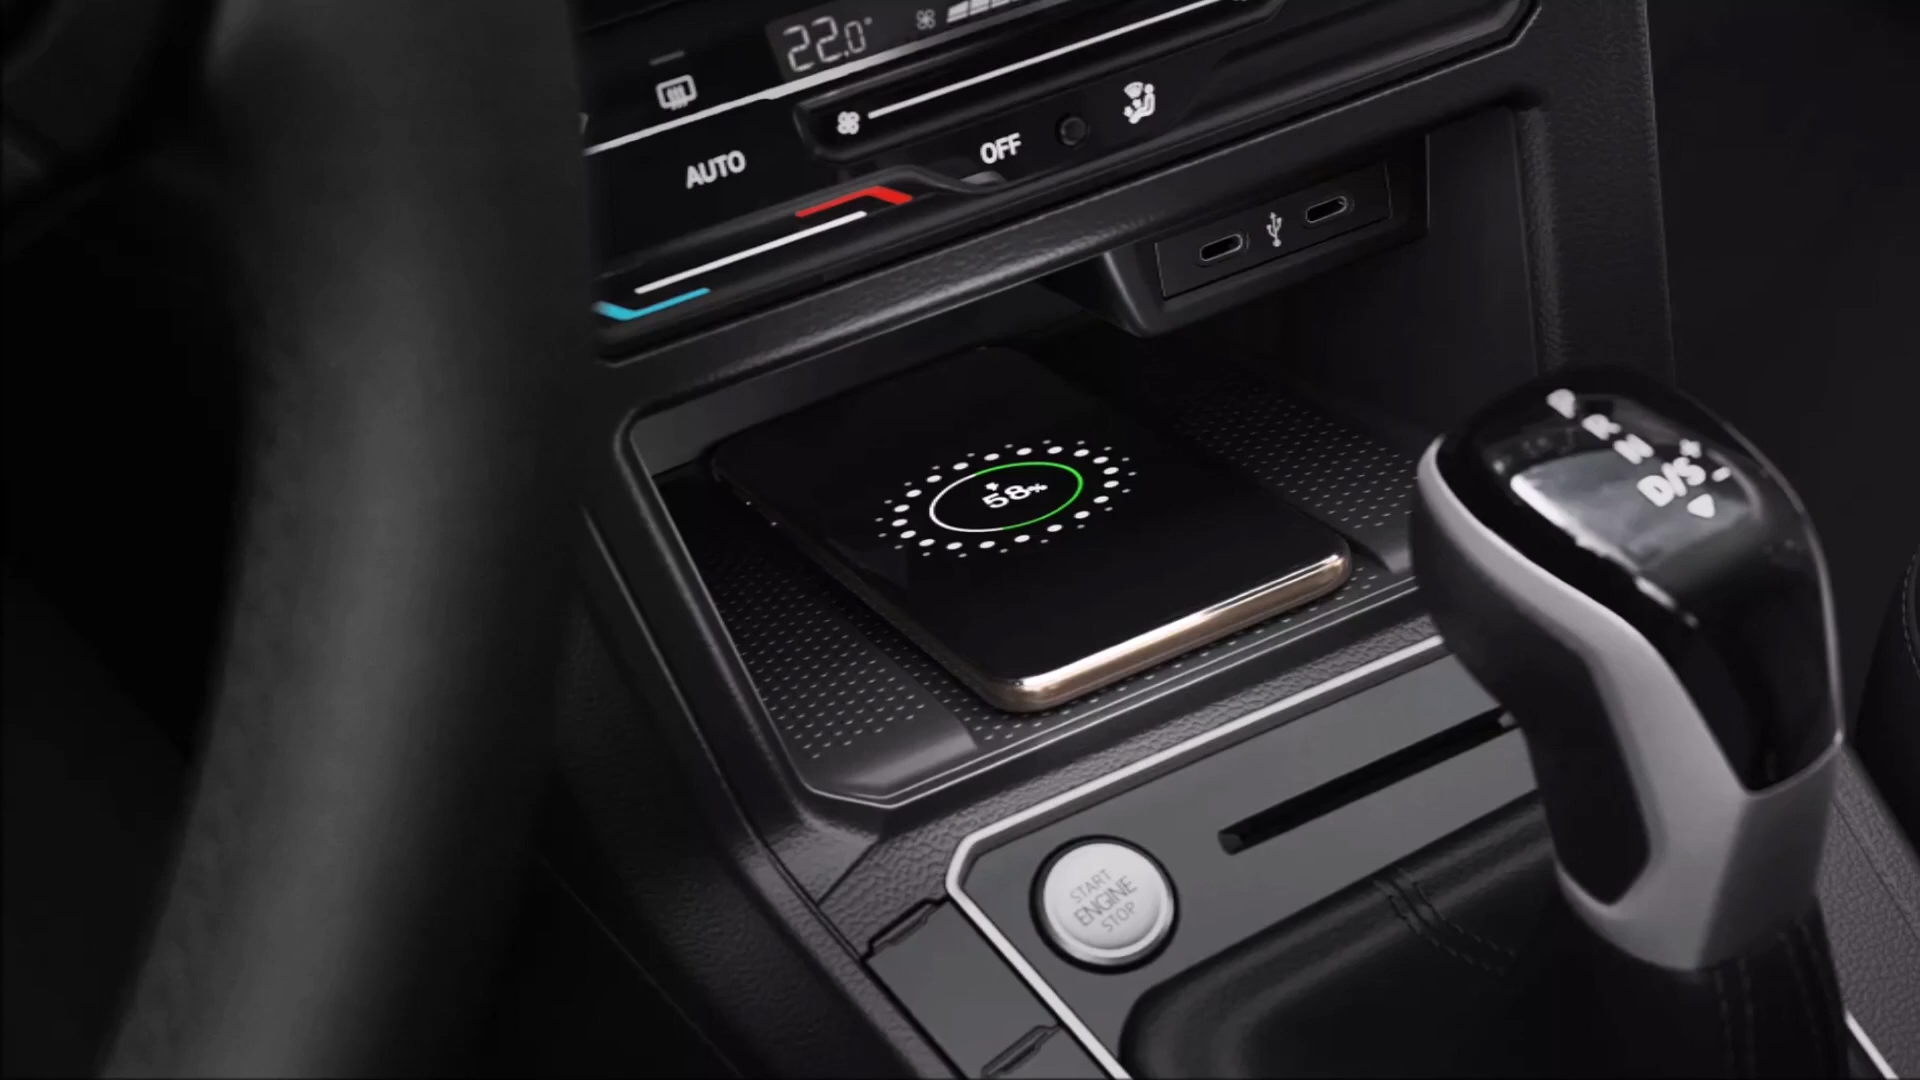 22.0°
AUTO
OFF
58%
P
R
N
D/S
+
-
START
ENGINE
STOP